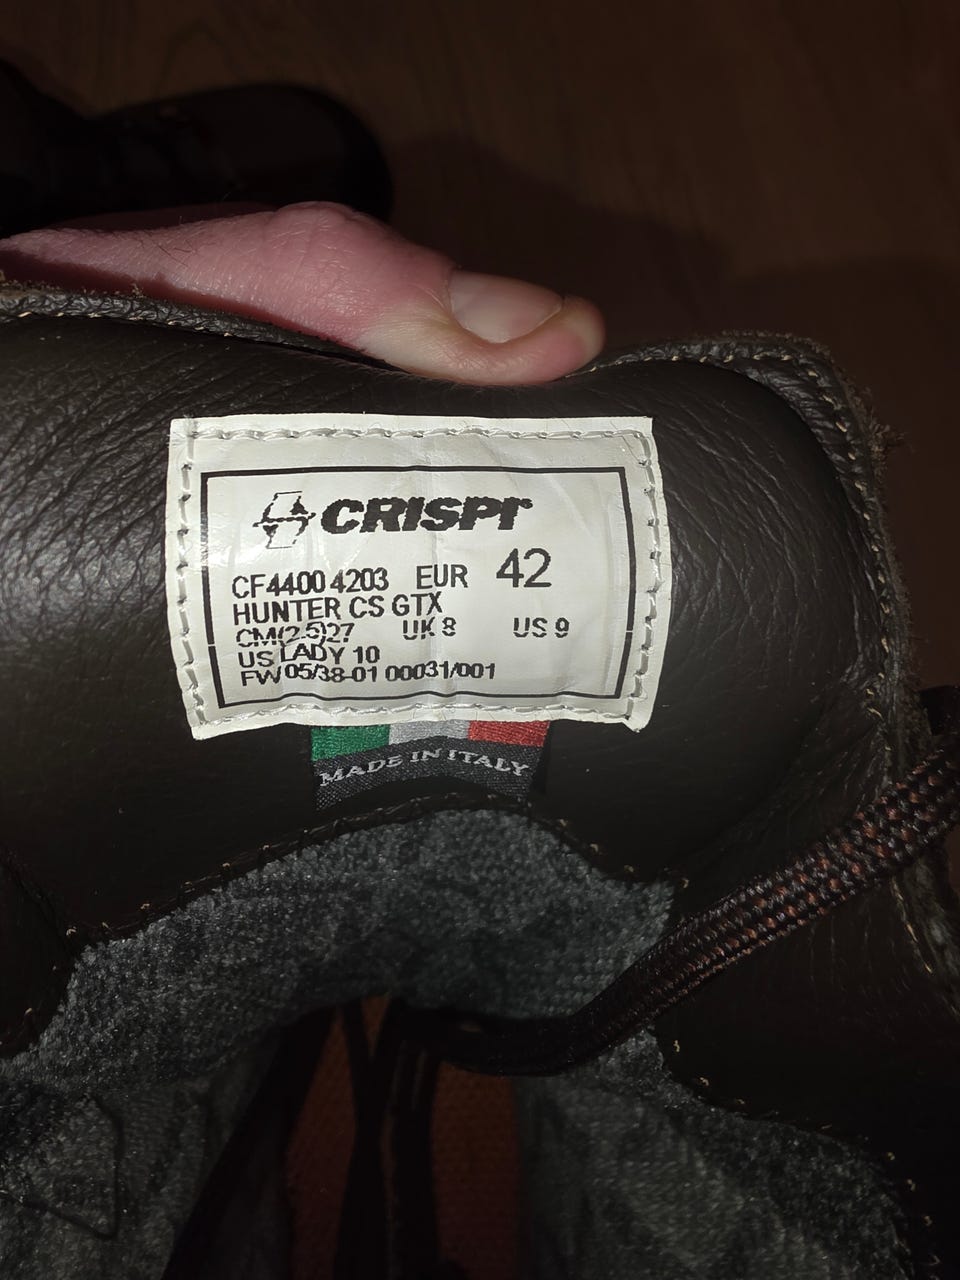 CRISPI
CF4400 4203 EUR 42
HUNTER CS GTX
CM(2.5)27 UK 8 US 9
US LADY 10
FW 05/38-01 00031/001
MADE IN ITALY